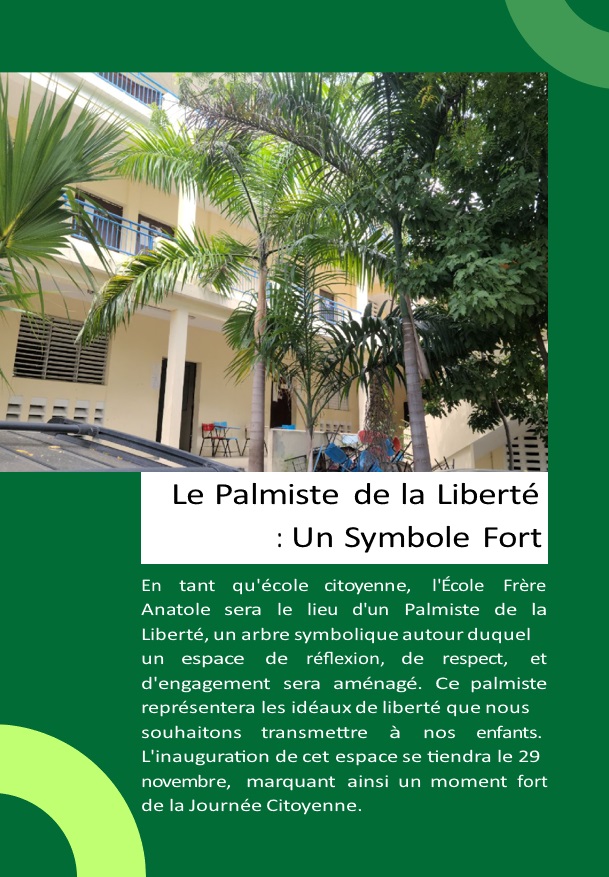 Le Palmiste de la Liberté
: Un Symbole Fort
En tant qu'école citoyenne, l'École Frère
Anatole sera le lieu d'un Palmiste de la
Liberté, un arbre symbolique autour duquel
un espace de réflexion, de respect, et
d'engagement sera aménagé. Ce palmiste
représentera les idéaux de liberté que nous
souhaitons transmettre à nos enfants.
L'inauguration de cet espace se tiendra le 29
novembre, marquant ainsi un moment fort
de la Journée Citoyenne.